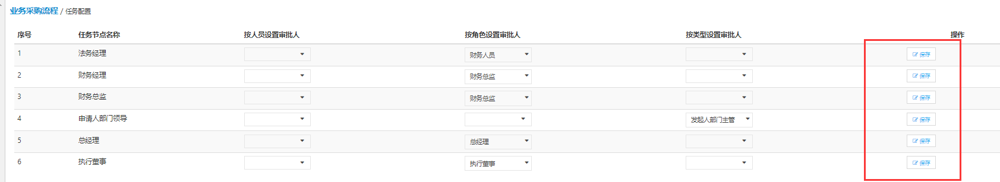 业务采购流程 / 任务配置
序号 任务节点名称 按人员设置审批人 按角色设置审批人 按类型设置审批人 操作
1 法务经理 财务人员 保存
2 财务经理 财务总监 保存
3 财务总监 财务总监 保存
4 申请人部门领导 发起人部门主管 保存
5 总经理 总经理 保存
6 执行董事 执行董事 保存